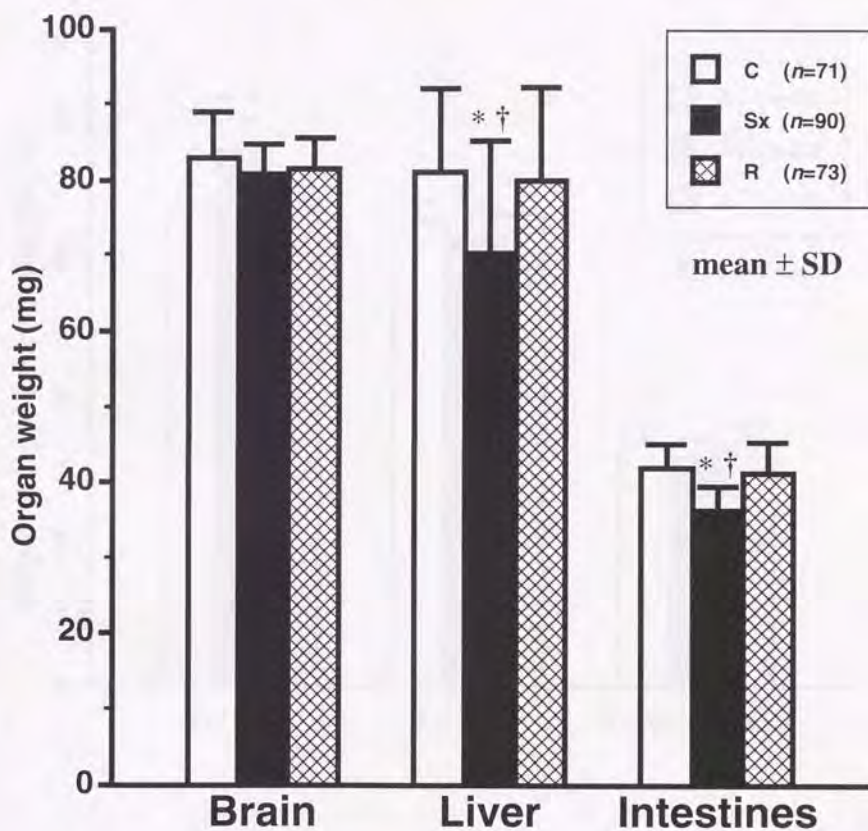 100
80
60
40
20
0
Organ weight (mg)
C (n=71)
Sx (n=90)
R (n=73)
mean ± SD
* †
* †
Brain Liver Intestines